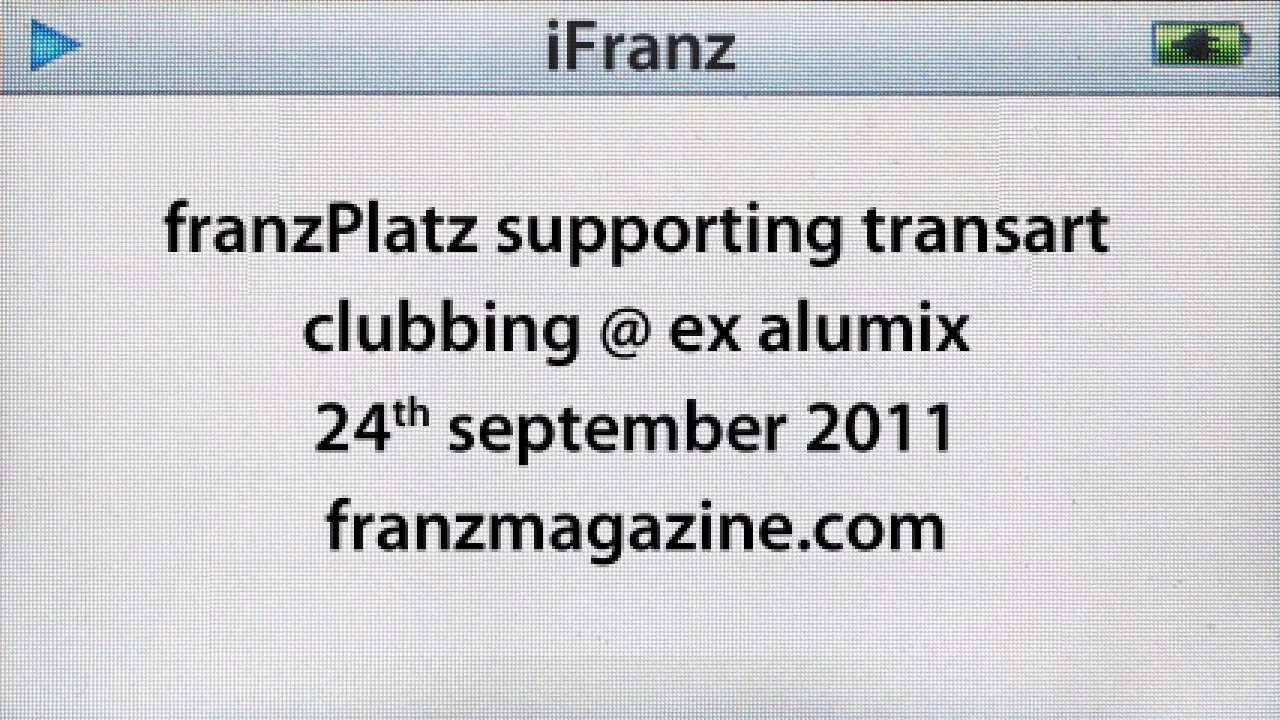 iFranz
franzPlatz supporting transart
clubbing @ ex alumix
24th september 2011
franzmagazine.com